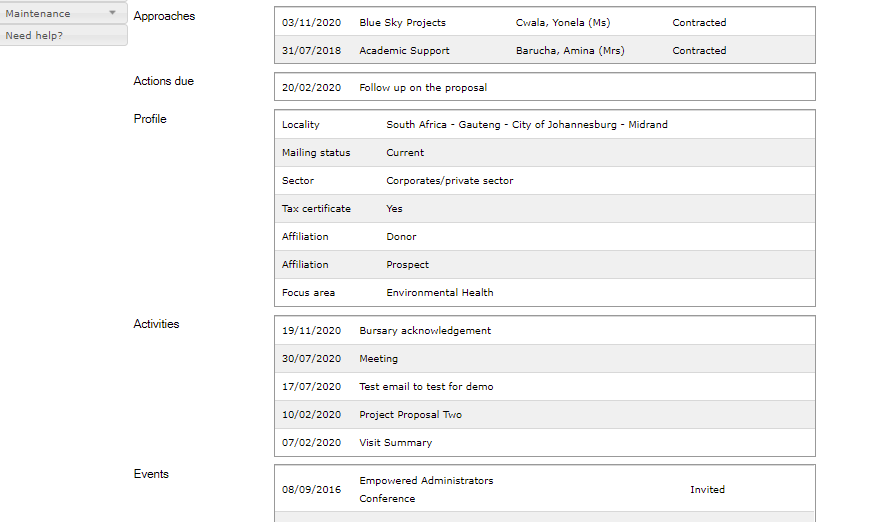 Maintenance
Need help?
Approaches
03/11/2020 Blue Sky Projects Cwala, Yonela (Ms) Contracted
31/07/2018 Academic Support Barucha, Amina (Mrs) Contracted
Actions due
20/02/2020 Follow up on the proposal
Profile
Locality South Africa - Gauteng - City of Johannesburg - Midrand
Mailing status Current
Sector Corporates/private sector
Tax certificate Yes
Affiliation Donor
Affiliation Prospect
Focus area Environmental Health
Activities
19/11/2020 Bursary acknowledgement
30/07/2020 Meeting
17/07/2020 Test email to test for demo
10/02/2020 Project Proposal Two
07/02/2020 Visit Summary
Events
08/09/2016 Empowered Administrators
Conference Invited